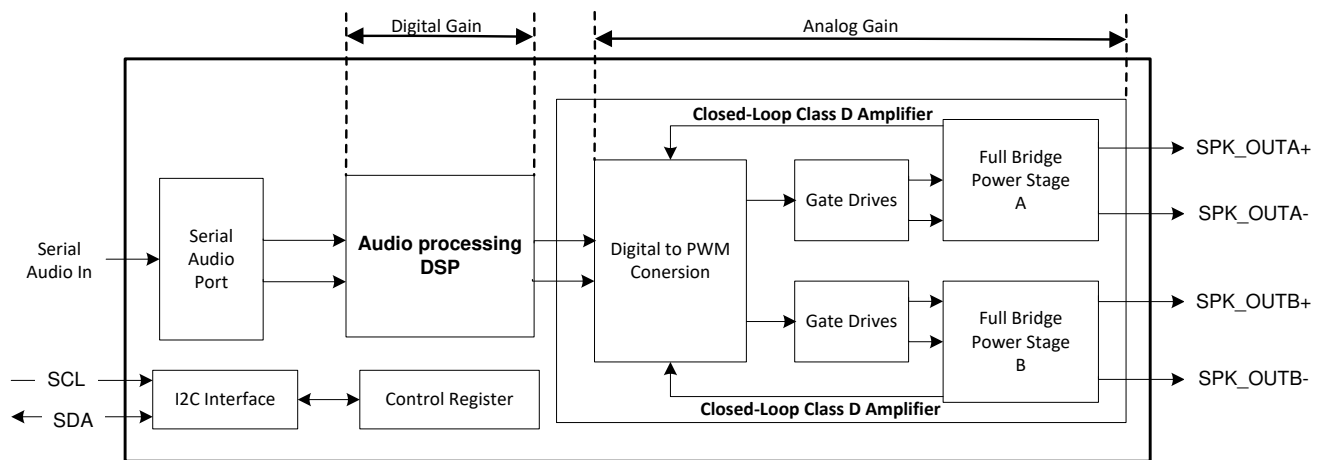 Digital Gain
Analog Gain
Closed-Loop Class D Amplifier
SPK_OUTA+
Full Bridge
Power Stage
A
Gate Drives
SPK_OUTA-
Serial
Audio In
Serial
Audio
Port
Audio processing
DSP
Digital to PWM
Conersion
SPK_OUTB+
Gate Drives
Full Bridge
Power Stage
B
SPK_OUTB-
SCL
SDA
I2C Interface
Control Register
Closed-Loop Class D Amplifier